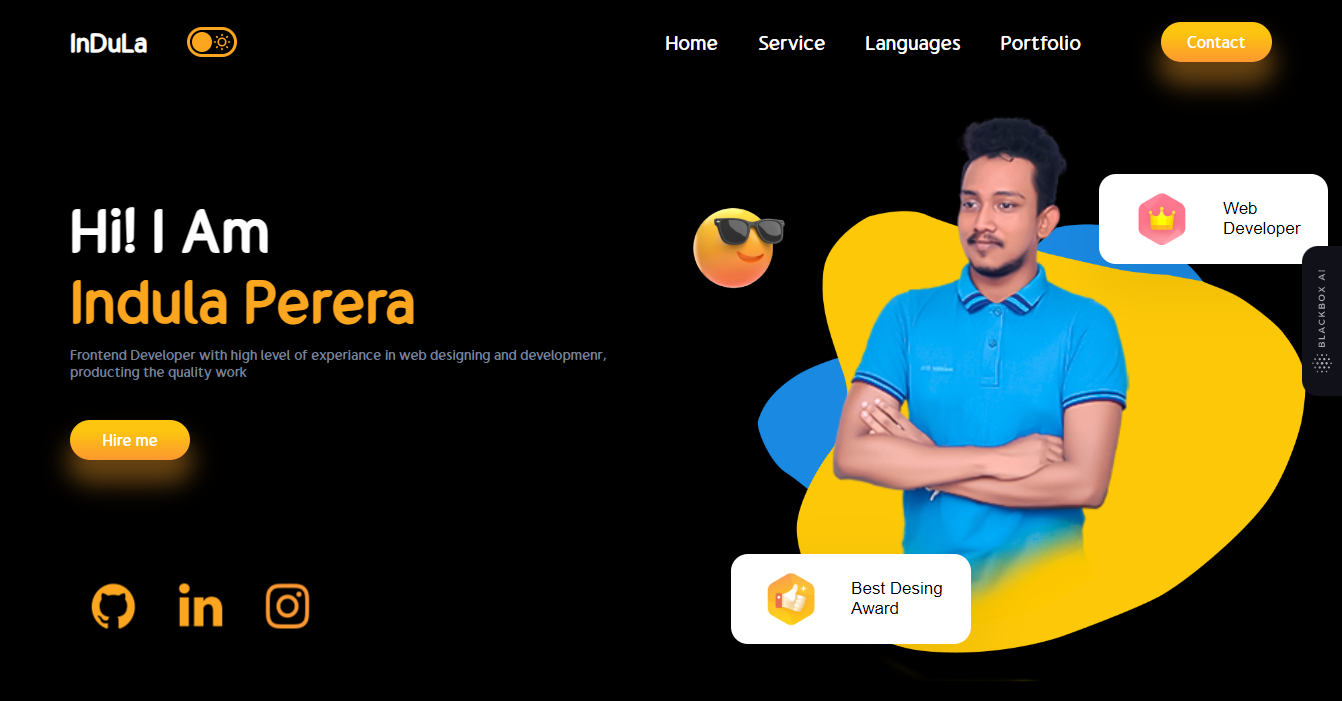 InDuLa
Home
Service
Languages
Portfolio
Contact
Hi! I Am
Indula Perera
Frontend Developer with high level of experiance in web designing and developmenr,
producting the quality work
Hire me
Web
Developer
BLACKBOX AI
Best Desing
Award